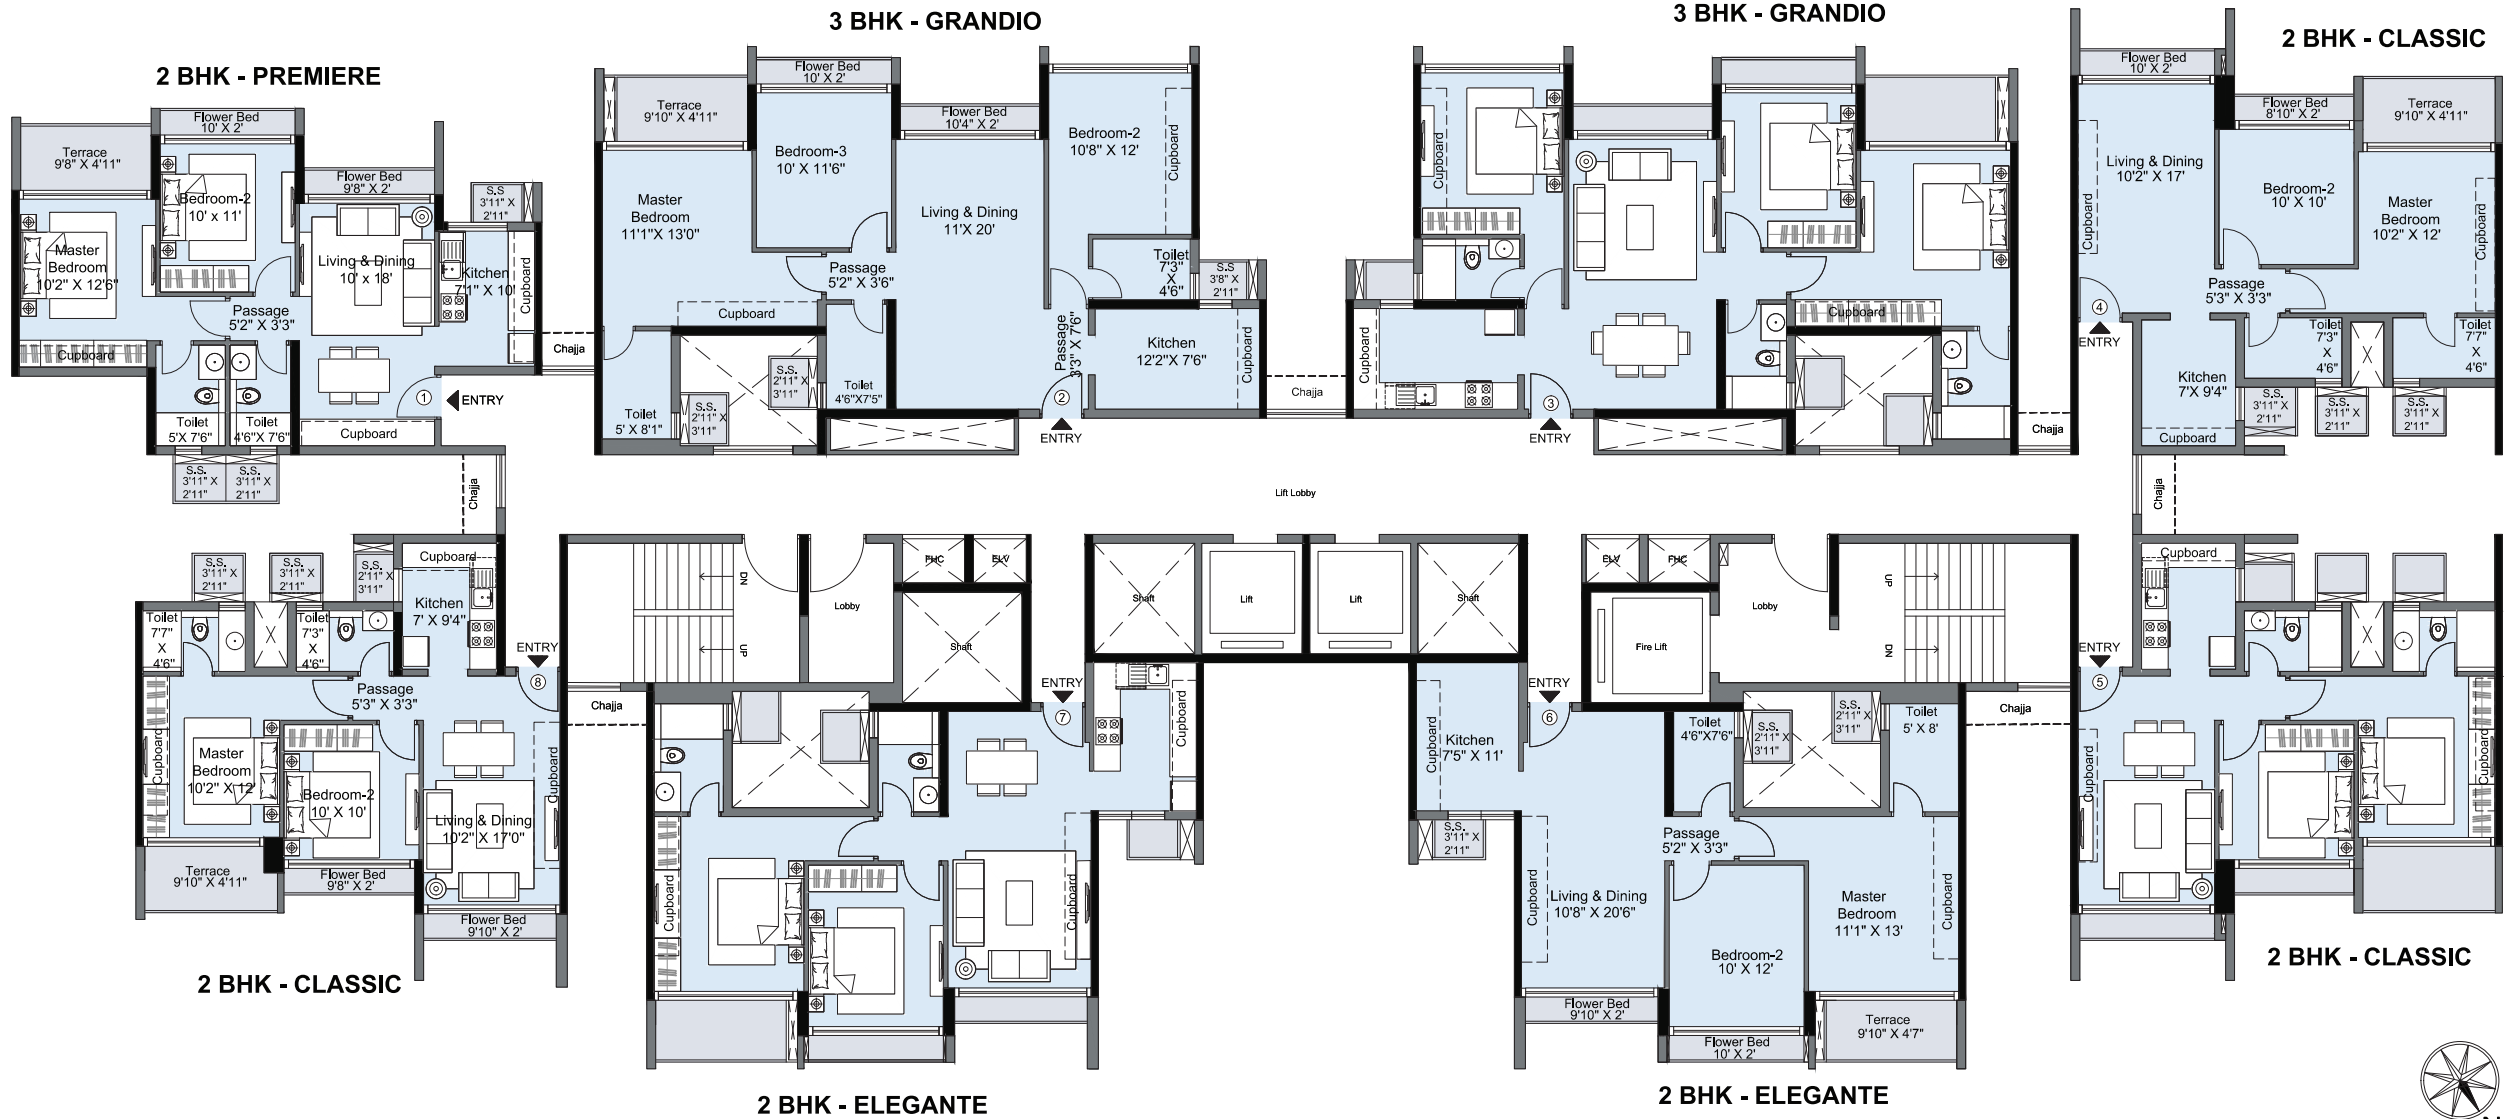 3 BHK - GRANDIO
3 BHK - GRANDIO
2 BHK - CLASSIC
2 BHK - PREMIERE
Flower Bed
10' X 2'
Terrace
9'8" X 4'11"
Bedroom-2
10' x 11'
Flower Bed
9'8" X 2'
S.S
3'11" X
2'11"
Master
Bedroom
10'2" X 12'6"
Living & Dining
10' x 18'
Kitchen
7'1" X 10'
Cupboard
Passage
5'2" X 3'3"
Cupboard
Toilet
5'X 7'6"
Toilet
4'6"X 7'6"
Cupboard
1
ENTRY
Chajja
S.S.
3'11" X
2'11"
S.S.
3'11" X
2'11"
Chajja
Terrace
9'10" X 4'11"
Flower Bed
10' X 2'
Flower Bed
10'4" X 2'
Bedroom-3
10' X 11'6"
Bedroom-2
10'8" X 12'
Cupboard
Master
Bedroom
11'1"X 13'0"
Living & Dining
11'X 20'
Passage
5'2" X 3'6"
Toilet
7'3"
X
4'6"
S.S
3'8" X
2'11"
Cupboard
Passage
3'3" X 7'6"
Kitchen
12'2"X 7'6"
Cupboard
S.S.
2'11" X
3'11"
S.S.
2'11" X
3'11"
Toilet
4'6"X7'5"
Toilet
5' X 8'1"
2
ENTRY
Chajja
Cupboard
Cupboard
Cupboard
3
ENTRY
Chajja
Flower Bed
10' X 2'
Flower Bed
8'10" X 2'
Terrace
9'10" X 4'11"
Living & Dining
10'2" X 17'
Bedroom-2
10' X 10'
Master
Bedroom
10'2" X 12'
Cupboard
Cupboard
Passage
5'3" X 3'3"
4
ENTRY
Toilet
7'3"
X
4'6"
Toilet
7'7"
X
4'6"
Kitchen
7'X 9'4"
Cupboard
S.S.
3'11" X
2'11"
S.S.
3'11" X
2'11"
S.S.
3'11" X
2'11"
Chajja
Lift Lobby
S.S.
3'11" X
2'11"
S.S.
3'11" X
2'11"
S.S.
2'11" X
3'11"
Cupboard
Kitchen
7' X 9'4"
Toilet
7'7"
X
4'6"
Toilet
7'3"
X
4'6"
ENTRY
8
Passage
5'3" X 3'3"
Cupboard
Master
Bedroom
10'2" X 12'
Bedroom-2
10' X 10'
Living & Dining
10'2" X 17'0"
Cupboard
Terrace
9'10" X 4'11"
Flower Bed
9'8" X 2'
Flower Bed
9'10" X 2'
2 BHK - CLASSIC
DN
UP
Lobby
FHC
ELV
Shaft
Chajja
Shaft
Lift
Lift
Shaft
ENTRY
7
Cupboard
Cupboard
Cupboard
2 BHK - ELEGANTE
ELV
FHC
Fire Lift
Lobby
UP
DN
Chajja
ENTRY
6
Kitchen
7'5" X 11'
Cupboard
S.S.
3'11" X
2'11"
Toilet
4'6"X7'6"
S.S.
2'11" X
3'11"
S.S.
2'11" X
3'11"
Toilet
5' X 8'
Passage
5'2" X 3'3"
Living & Dining
10'8" X 20'6"
Cupboard
Master
Bedroom
11'1" X 13'
Cupboard
Bedroom-2
10' X 12'
Flower Bed
9'10" X 2'
Flower Bed
10' X 2'
Terrace
9'10" X 4'7"
2 BHK - ELEGANTE
Cupboard
ENTRY
5
Cupboard
Cupboard
2 BHK - CLASSIC